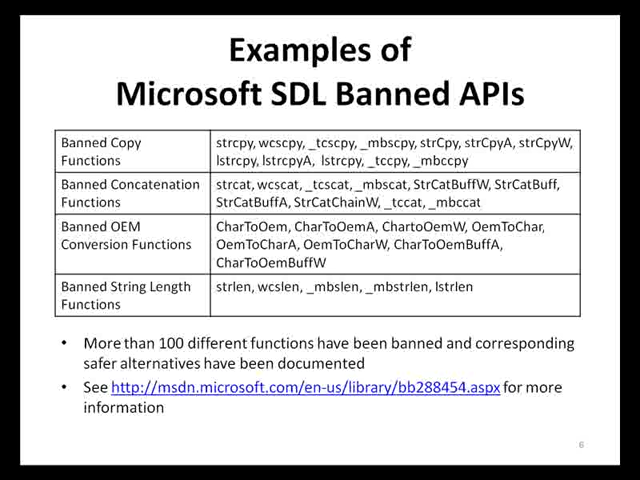 Examples of
Microsoft SDL Banned APIs
Banned Copy
Functions
strcpy, wcscpy, _tcscpy, _mbscpy, strCpy, strCpyA, strCpyW,
lstrcpy, lstrcpyA, lstrcpy, _tccpy, _mbccpy
Banned Concatenation
Functions
strcat, wcscat, _tcscat, _mbscat, StrCatBuffW, StrCatBuff,
StrCatBuffA, StrCatChainW, _tccat, _mbccat
Banned OEM
Conversion Functions
CharToOem, CharToOemA, ChartoOemW, OemToChar,
OemToCharA, OemToCharW, CharToOemBuffA,
CharToOemBuffW
Banned String Length
Functions
strlen, wcslen, _mbslen, _mbstrlen, lstrlen
• More than 100 different functions have been banned and corresponding
safer alternatives have been documented
• See http://msdn.microsoft.com/en-us/library/bb288454.aspx for more
information
6